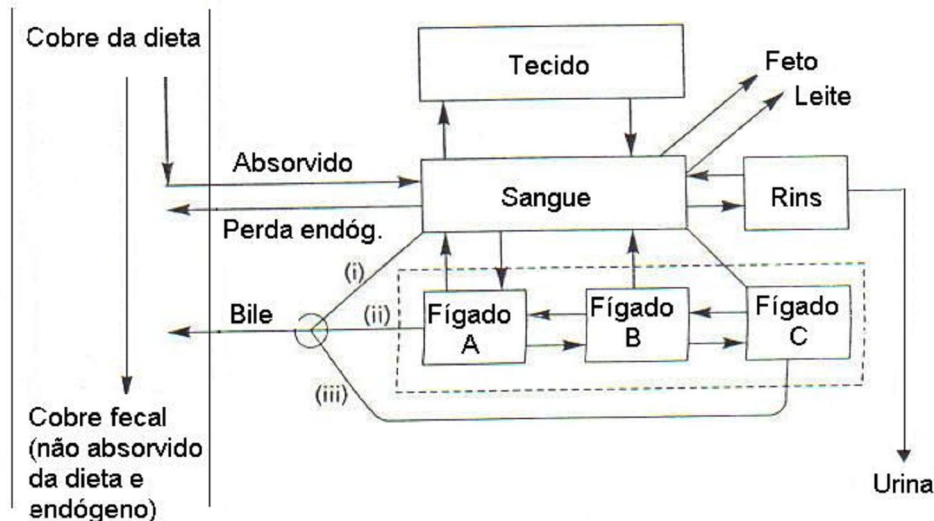 Cobre da dieta
Tecido
Feto
Leite
Absorvido
Sangue
Rins
Perda endóg.
(i)
Bile
(ii)
Fígado
A
Fígado
B
Fígado
C
(iii)
Cobre fecal
(não absorvido
da dieta e
endógeno)
Urina